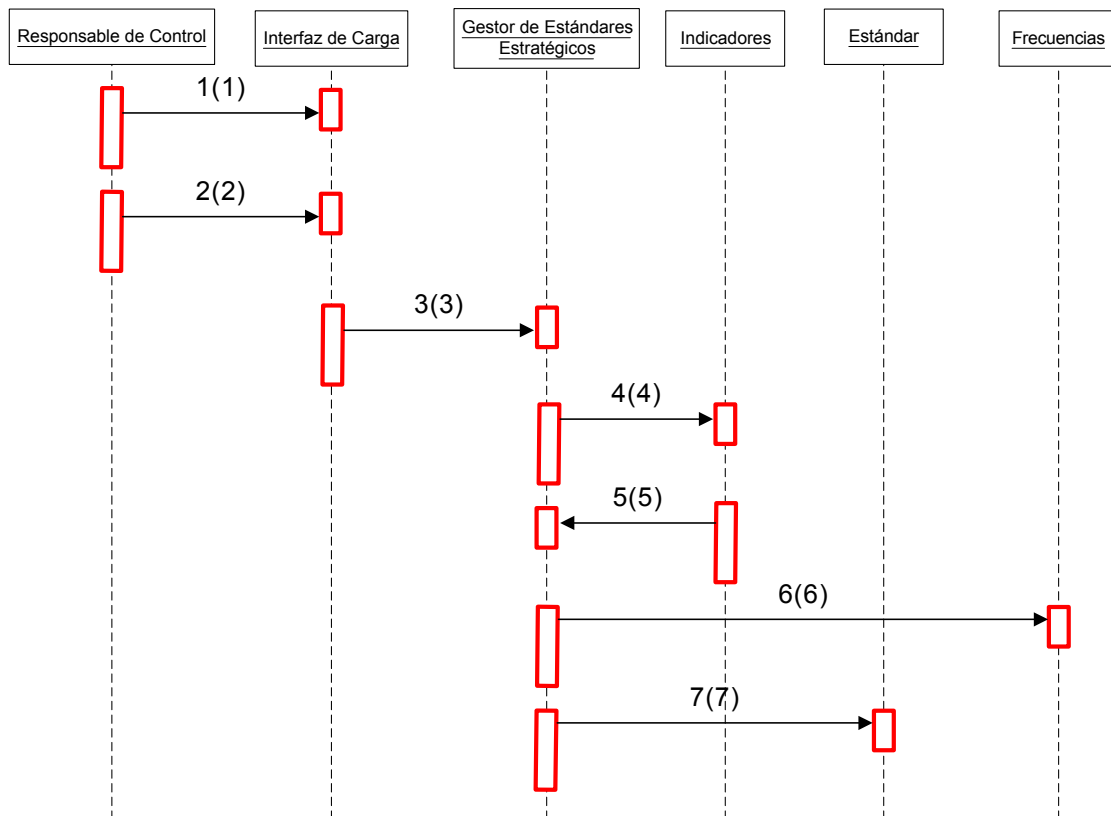 Responsable de Control
Interfaz de Carga
Gestor de Estándares
Estratégicos
Indicadores
Estándar
Frecuencias
1(1)
2(2)
3(3)
4(4)
5(5)
6(6)
7(7)